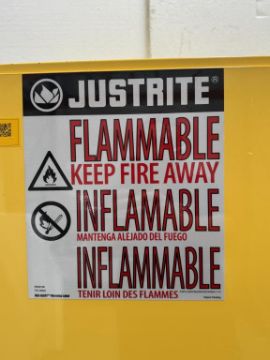 JUSTRITE®
FLAMMABLE
KEEP FIRE AWAY
INFLAMABLE
MANTENGA ALEJADO DEL FUEGO
INFLAMMABLE
TENIR LOIN DES FLAMMES